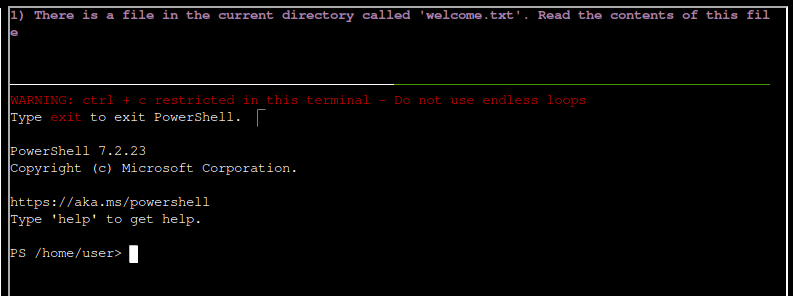 1) There is a file in the current directory called 'welcome.txt'. Read the contents of this fil
e
WARNING: ctrl + c restricted in this terminal - Do not use endless loops
Type exit to exit PowerShell.
PowerShell 7.2.23
Copyright (c) Microsoft Corporation.
https://aka.ms/powershell
Type 'help' to get help.
PS /home/user>